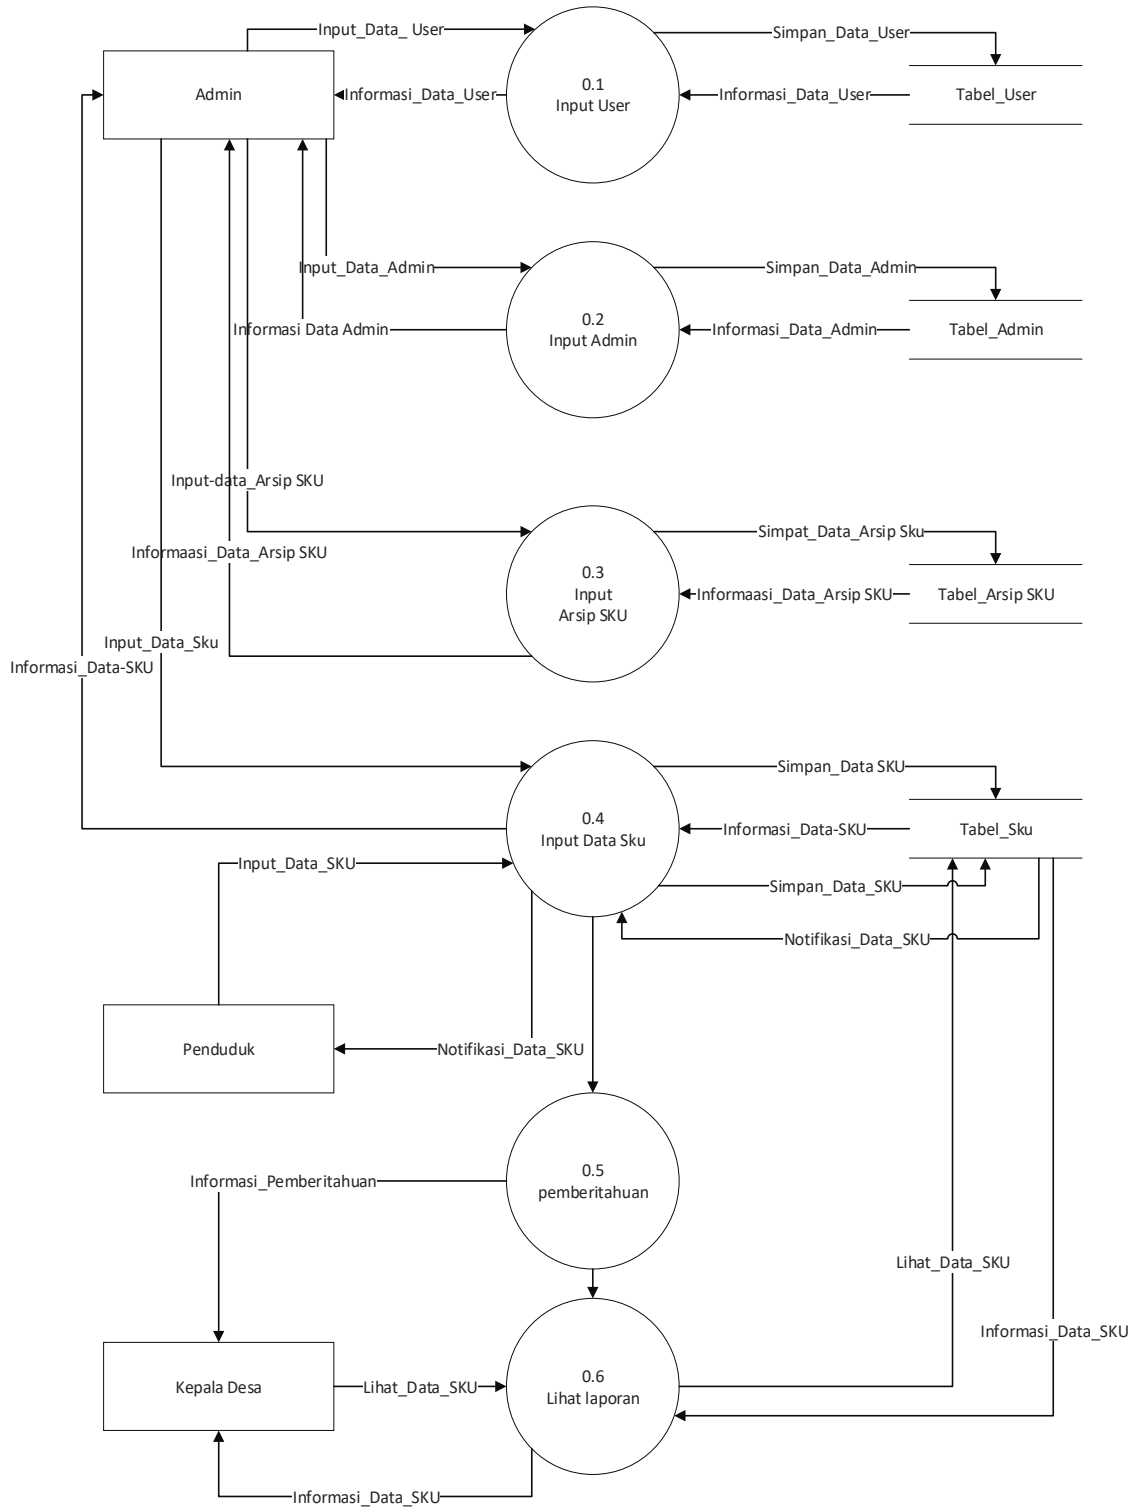 Input_Data_ User
Simpan_Data_User
Admin
Informasi_Data_User
0.1
Input User
Informasi_Data_User
Tabel_User
Input_Data_Admin
Simpan_Data_Admin
Informasi Data Admin
0.2
Input Admin
Informasi_Data_Admin
Tabel_Admin
Input-data_Arsip SKU
Simpat_Data_Arsip Sku
Informaasi_Data_Arsip SKU
0.3
Input
Arsip SKU
Informaasi_Data_Arsip SKU
Tabel_Arsip SKU
Input_Data_Sku
Informasi_Data-SKU
Simpan_Data SKU
0.4
Input Data Sku
Informasi_Data-SKU
Tabel_Sku
Input_Data_SKU
Simpan_Data_SKU
Notifikasi_Data_SKU
Penduduk
Notifikasi_Data_SKU
0.5
pemberitahuan
Informasi_Pemberitahuan
Lihat_Data_SKU
Informasi_Data_SKU
Kepala Desa
Lihat_Data_SKU
0.6
Lihat laporan
Informasi_Data_SKU